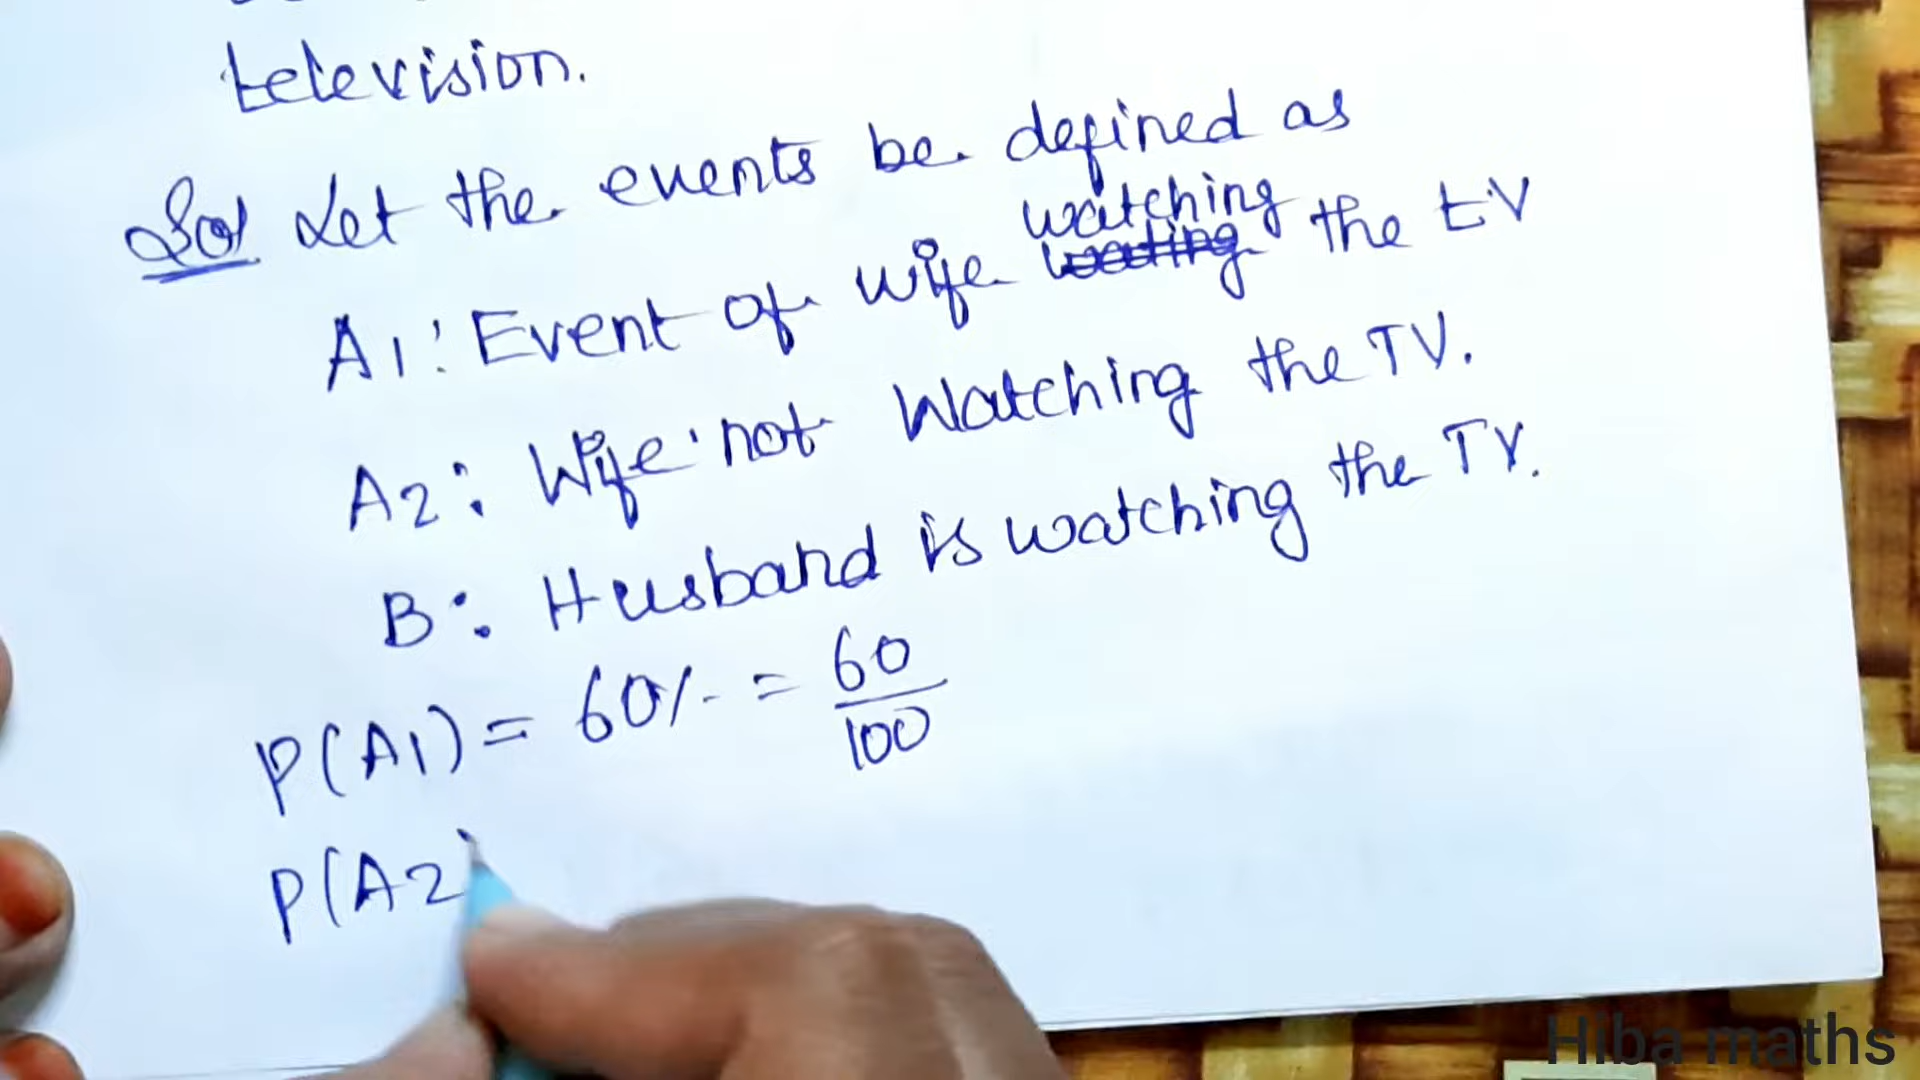 television.
Sol Let the events be defined as
watching
A1: Event of wife the tV
A2: Wife not Watching the TV.
B: Husband is watching the TV.
P(A1) = 60% = 60/100
P(A2)
Hiba maths